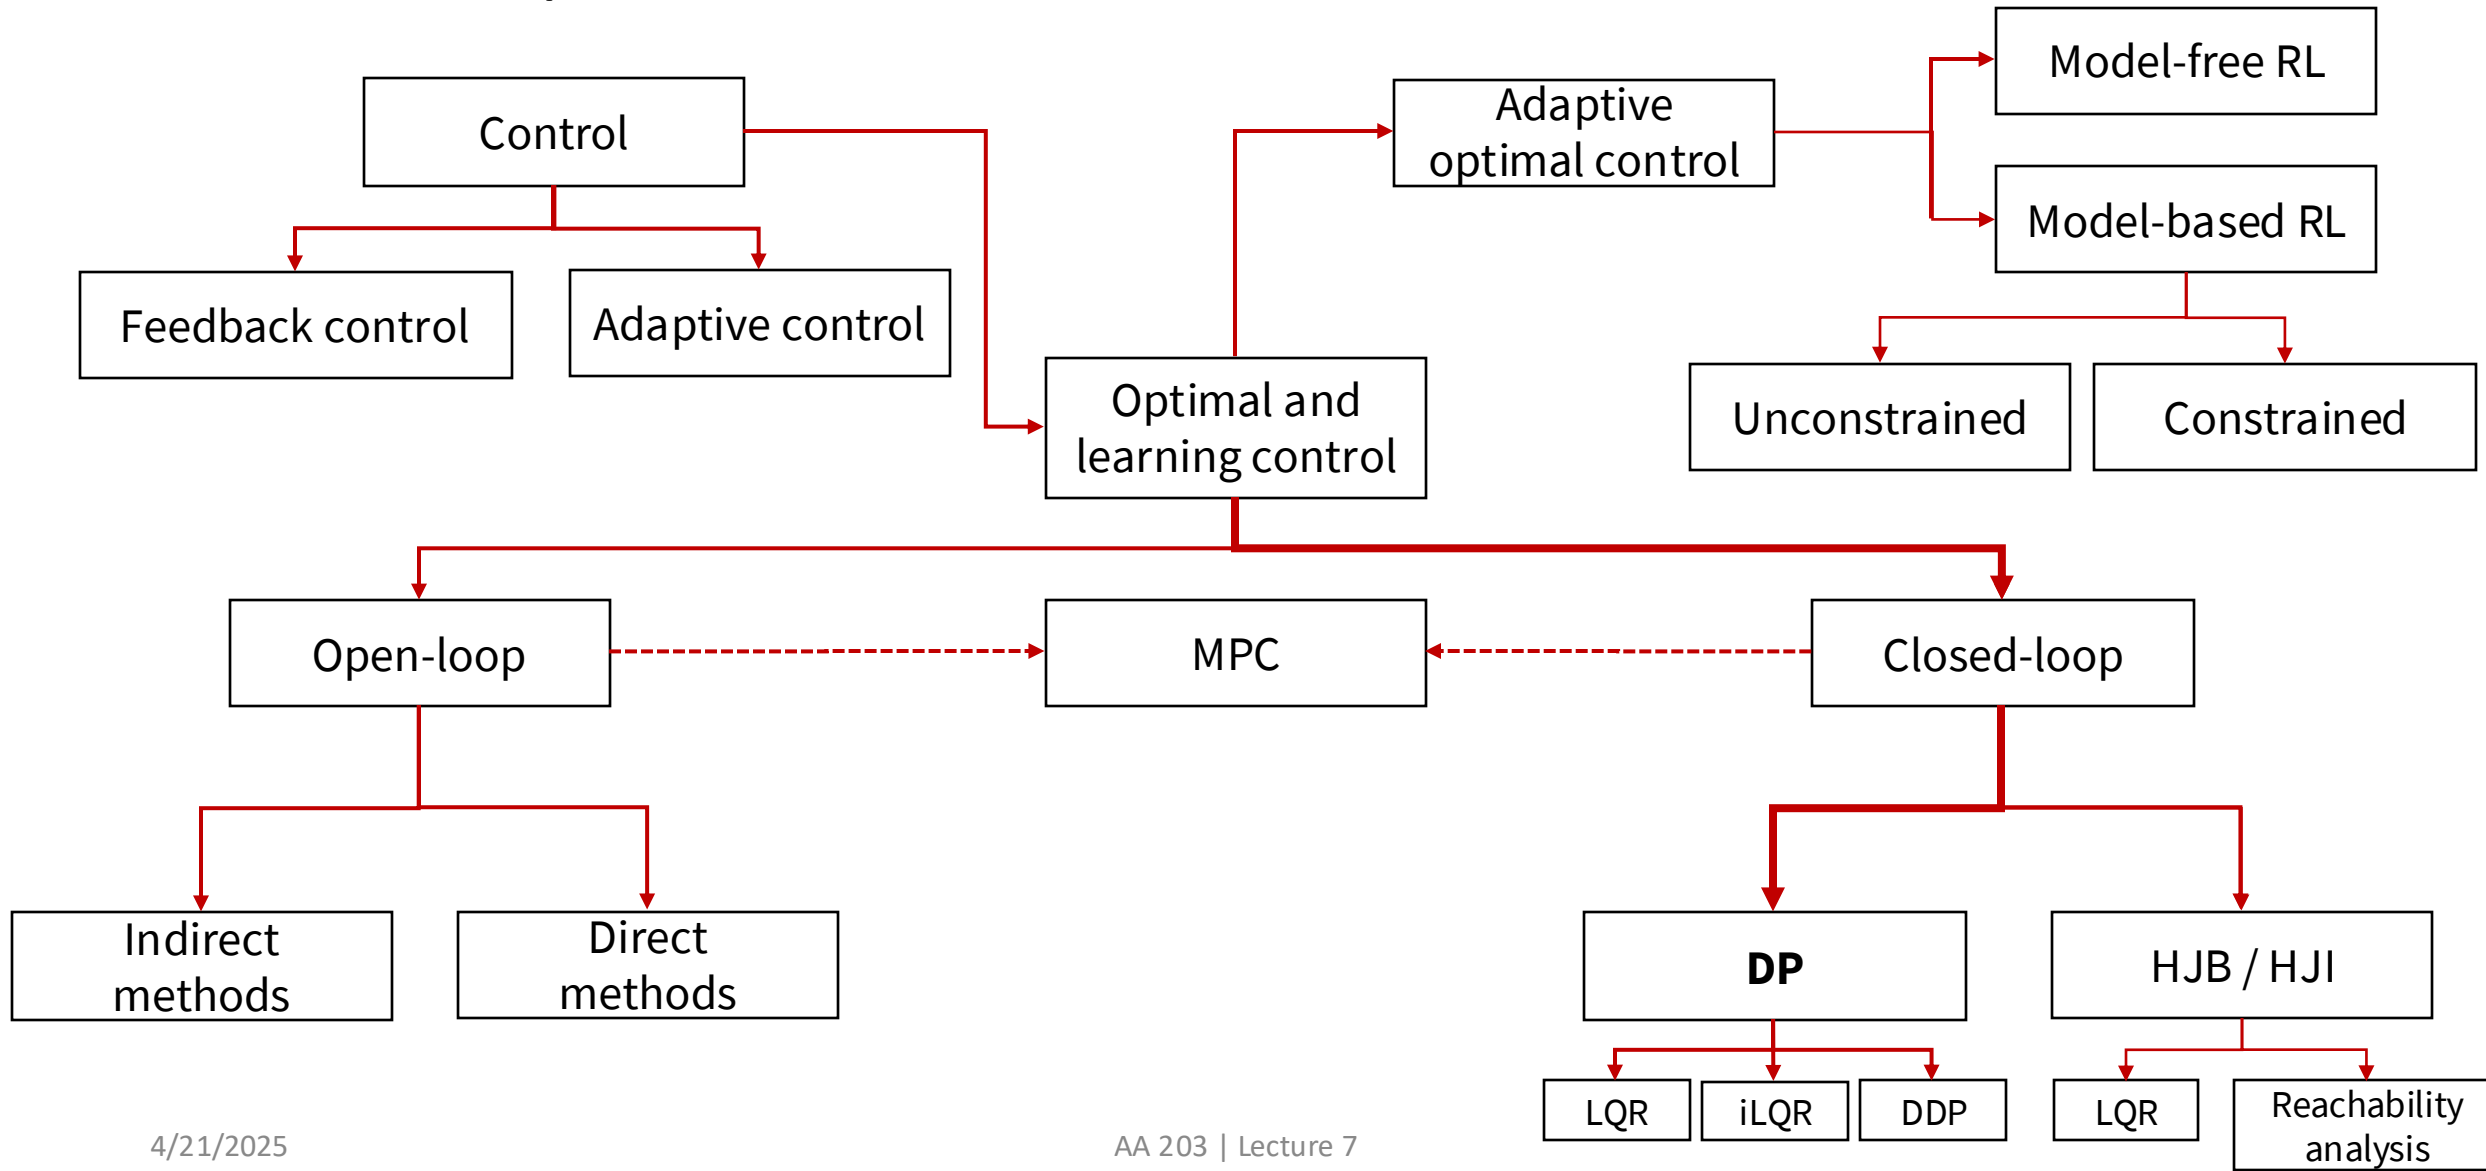 Model-free RL
Control
Adaptive
optimal control
Model-based RL
Feedback control
Adaptive control
Optimal and
learning control
Unconstrained
Constrained
Open-loop
MPC
Closed-loop
Indirect
methods
Direct
methods
DP
HJB / HJI
LQR
iLQR
DDP
LQR
Reachability
analysis
4/21/2025
AA 203 | Lecture 7